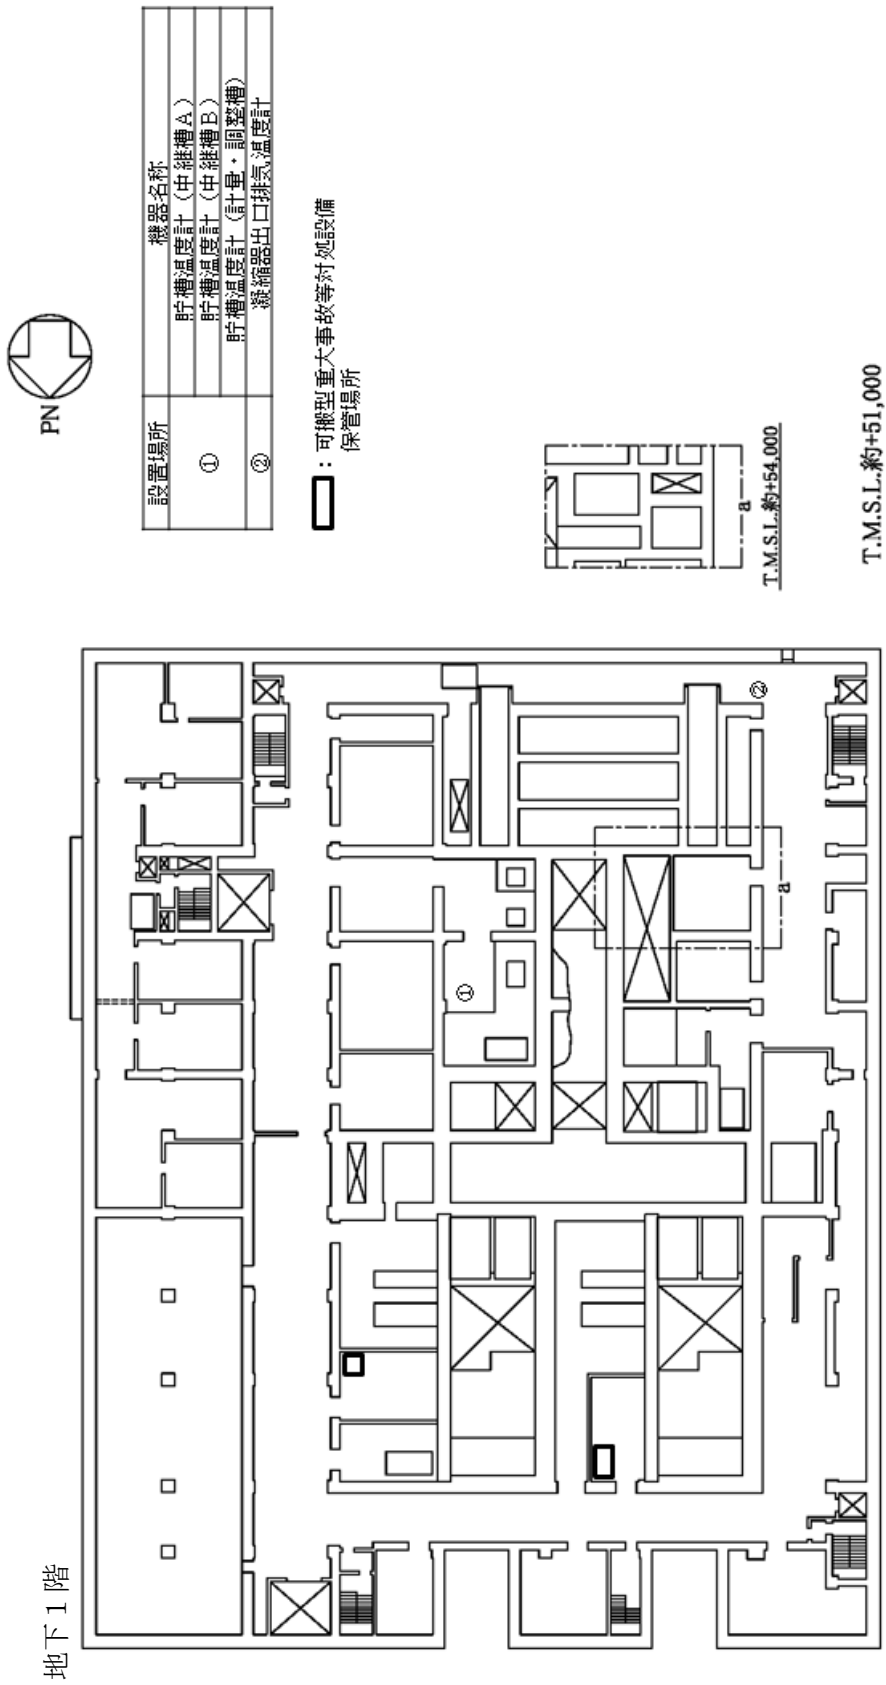 地下1階
PN
設置場所 機器名称
① 貯槽温度計(中継槽A)
貯槽温度計(中継槽B)
貯槽温度計(計量・調整槽)
② 凝縮器出口排気温度計
：可搬型重大事故等対処設備
保管場所
①
②
a
a
T.M.S.L.約+54,000
T.M.S.L.約+51,000